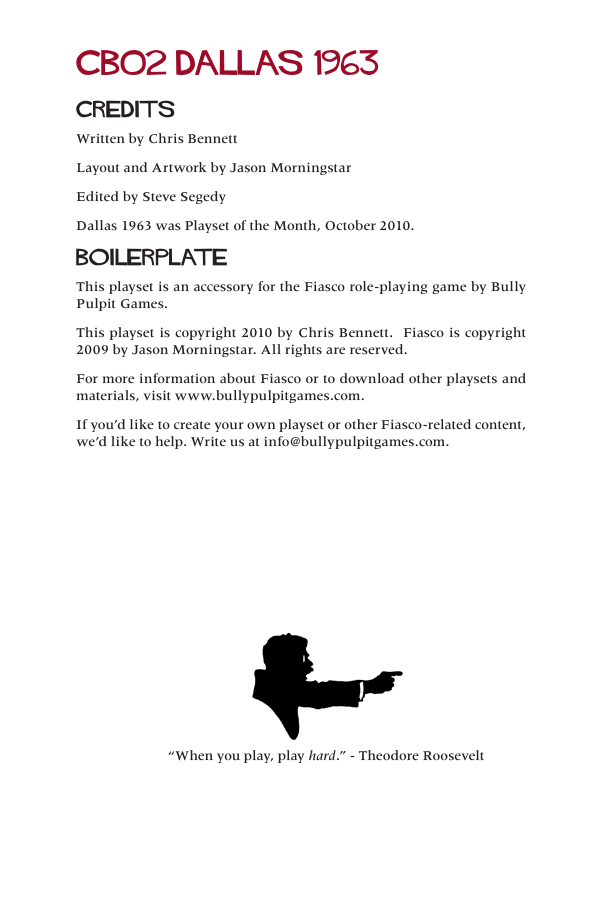 CB02 DALLAS 1963
CREDITS
Written by Chris Bennett
Layout and Artwork by Jason Morningstar
Edited by Steve Segedy
Dallas 1963 was Playset of the Month, October 2010.
BOILERPLATE
This playset is an accessory for the Fiasco role-playing game by Bully
Pulpit Games.
This playset is copyright 2010 by Chris Bennett.  Fiasco is copyright
2009 by Jason Morningstar. All rights are reserved.
For more information about Fiasco or to download other playsets and
materials, visit www.bullypulpitgames.com.
If you’d like to create your own playset or other Fiasco-related content,
we’d like to help. Write us at info@bullypulpitgames.com.
“When you play, play hard.” - Theodore Roosevelt